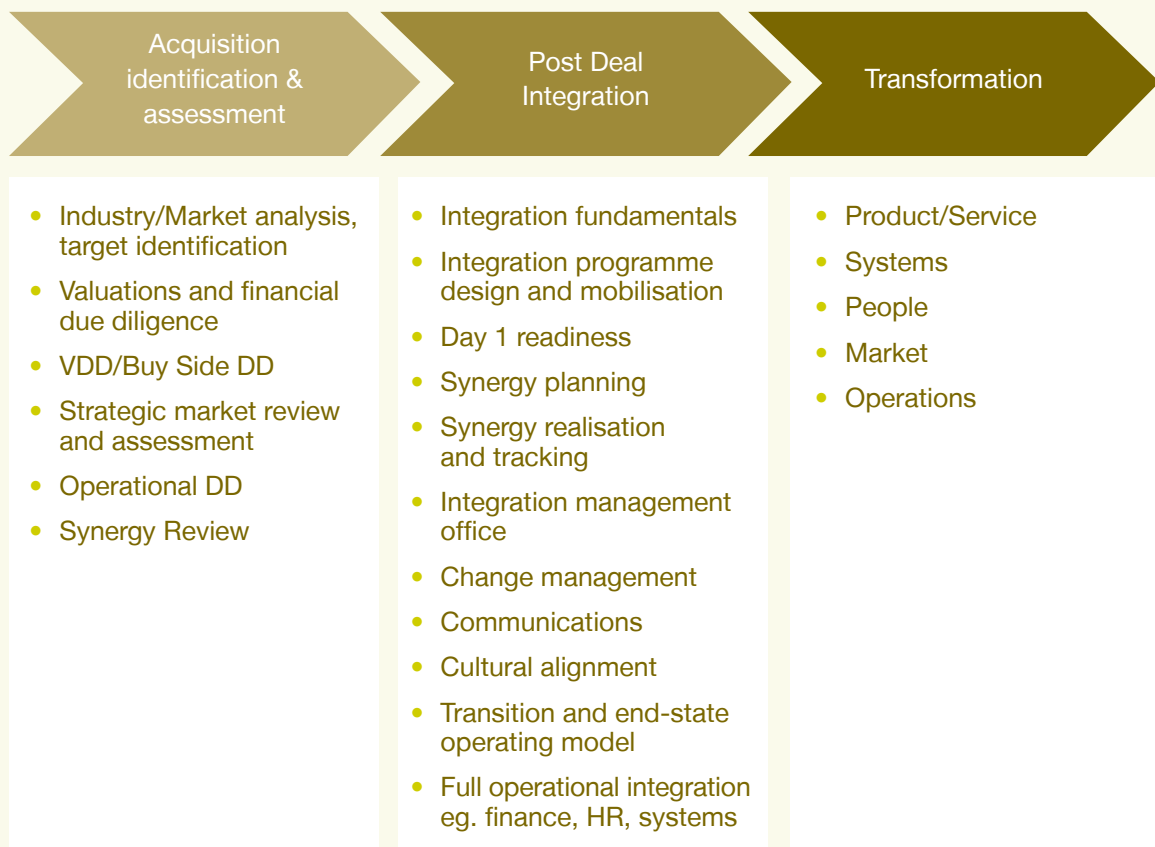 Acquisition
identification &
assessment
Post Deal
Integration
Transformation
• Industry/Market analysis,
target identification
• Valuations and financial
due diligence
• VDD/Buy Side DD
• Strategic market review
and assessment
• Operational DD
• Synergy Review
• Integration fundamentals
• Integration programme
design and mobilisation
• Day 1 readiness
• Synergy planning
• Synergy realisation
and tracking
• Integration management
office
• Change management
• Communications
• Cultural alignment
• Transition and end-state
operating model
• Full operational integration
eg. finance, HR, systems
• Product/Service
• Systems
• People
• Market
• Operations